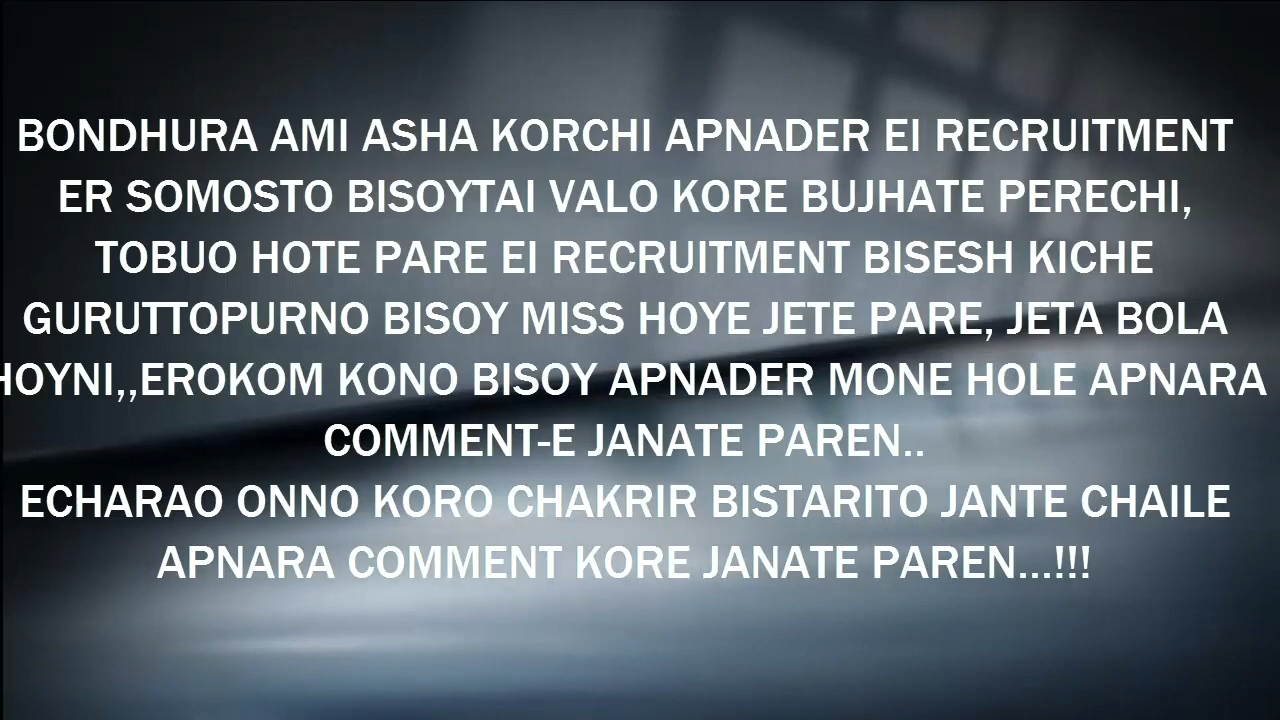 BONDHURA AMI ASHA KORCHI APNADER EI RECRUITMENT
ER SOMOSTO BISOYTAI VALO KORE BUJHATE PERECHI,
TOBUO HOTE PARE EI RECRUITMENT BISESH KICHE
GURUTTOPURNO BISOY MISS HOYE JETE PARE, JETA BOLA
HOYNI,,EROKOM KONO BISOY APNADER MONE HOLE APNARA
COMMENT-E JANATE PAREN..
ECHARAO ONNO KORO CHAKRIR BISTARITO JANTE CHAILE
APNARA COMMENT KORE JANATE PAREN...!!!